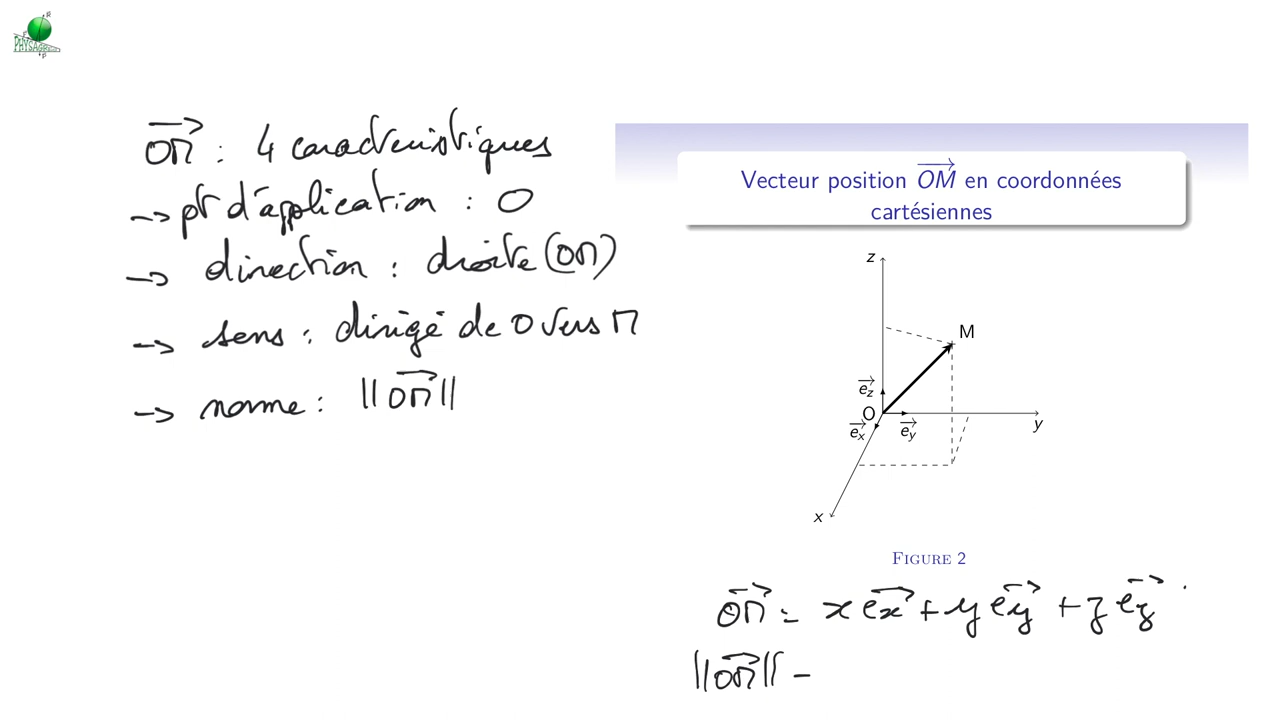 PHYSAGREG
→
OM : 4 caractéristiques
→ pt d'application : O
→ direction : droite (OM)
→ sens : dirigé de O vers M
→ norme : ||→OM||
Vecteur position →OM en coordonnées
cartésiennes
z
M
→ez
O
→ex
→ey
y
x
FIGURE 2
→OM = x →ex + y →ey + z →ez
||→OM|| =